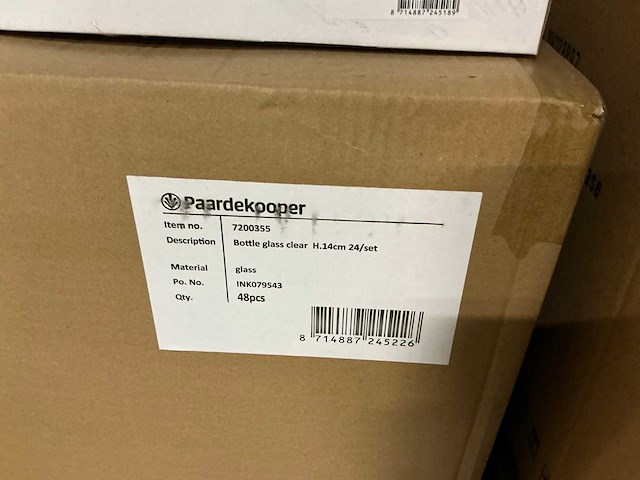 8 714887 245189
Paardekooper
Item no. 7200355
Description Bottle glass clear H.14cm 24/set
Material glass
Po. No. INK079543
Qty. 48pcs
8 714887 245226